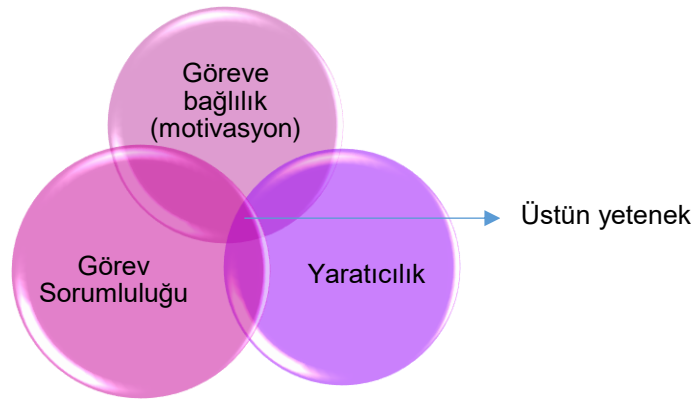 Göreve
bağlılık
(motivasyon)
Üstün yetenek
Görev
Sorumluluğu
Yaratıcılık